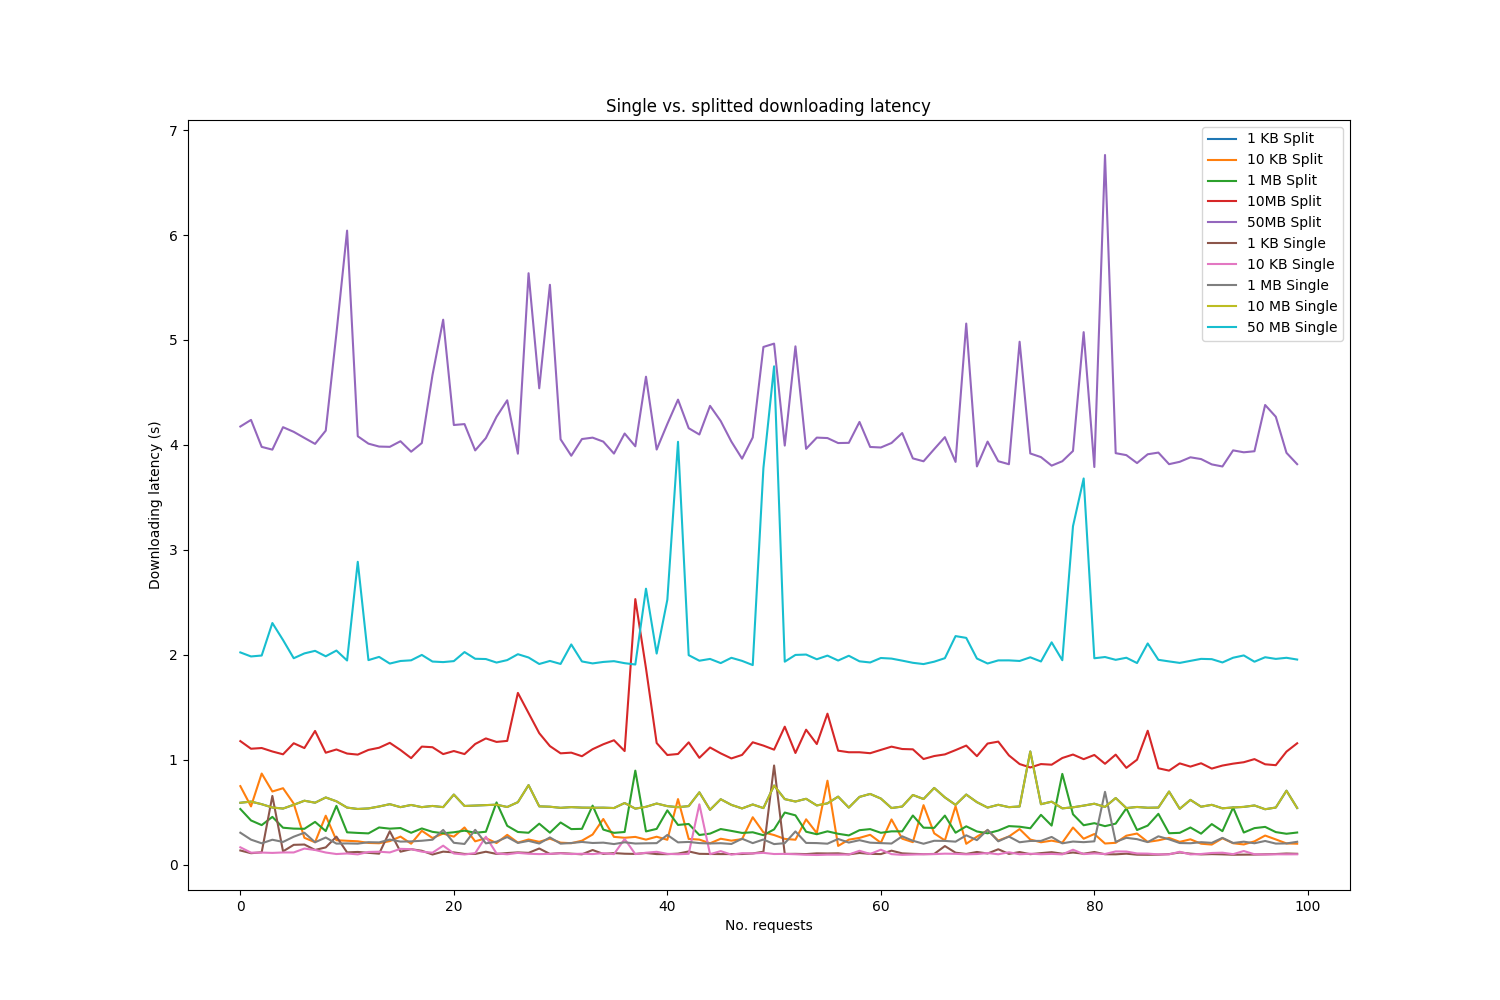 Single vs. splitted downloading latency
7
6
5
4
3
2
1
0
Downloading latency (s)
0 20 40 60 80 100
No. requests
1 KB Split
10 KB Split
1 MB Split
10MB Split
50MB Split
1 KB Single
10 KB Single
1 MB Single
10 MB Single
50 MB Single